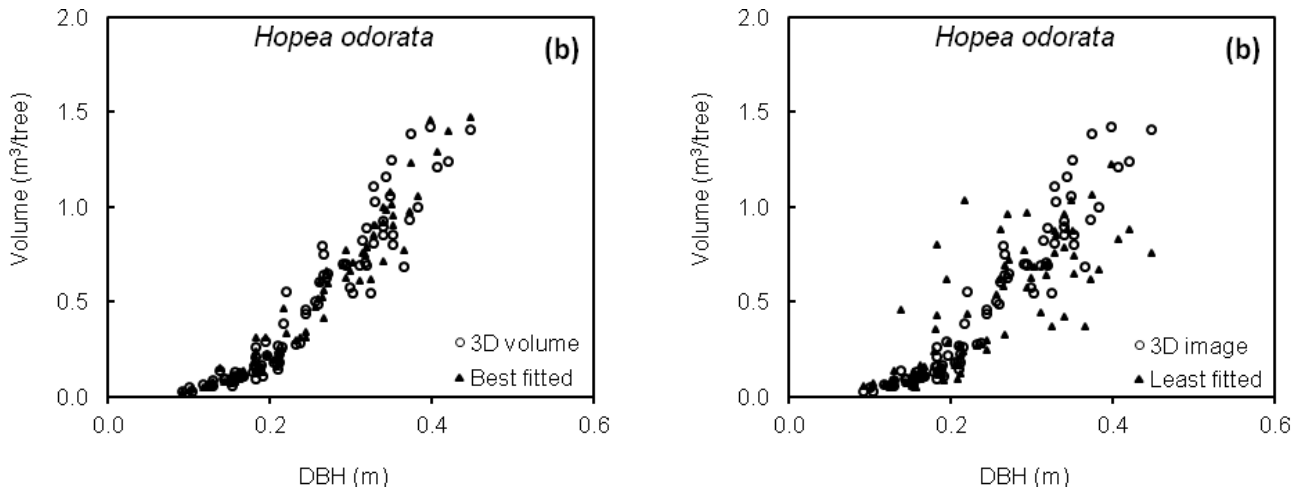 2.0
Hopea odorata
(b)
1.5
1.0
0.5
0.0
Volume (m³/tree)
3D volume
Best fitted
0.0 0.2 0.4 0.6
DBH (m)
2.0
Hopea odorata
(b)
1.5
1.0
0.5
0.0
Volume (m³/tree)
3D image
Least fitted
0.0 0.2 0.4 0.6
DBH (m)